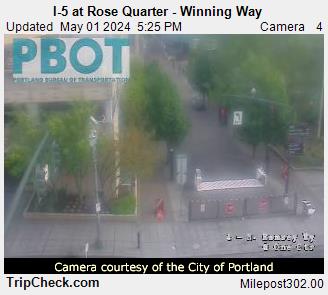 I-5 at Rose Quarter - Winning Way
Updated May 01 2024 5:25 PM Camera 4
PBOT
PORTLAND BUREAU OF TRANSPORTATION
Camera courtesy of the City of Portland
TripCheck.com Milepost302.00